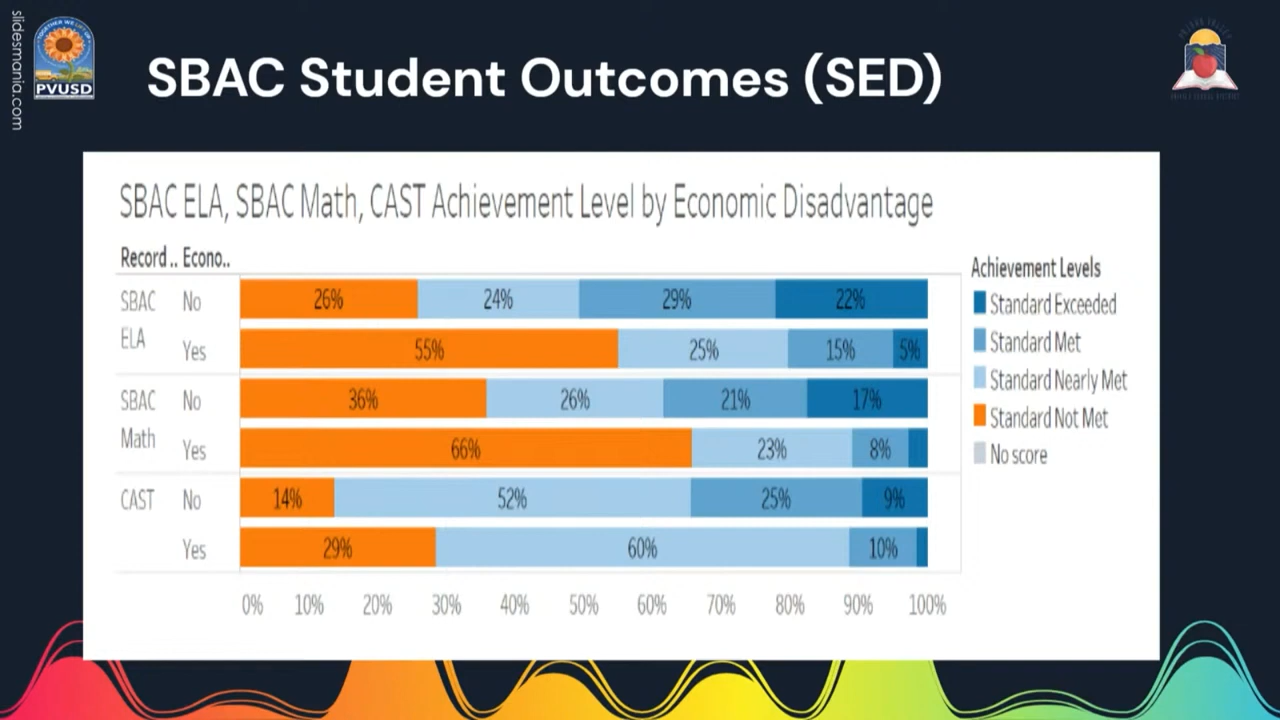 slidesmania.com
TOGETHER WE LIFT UP
PVUSD
SBAC Student Outcomes (SED)
SBAC ELA, SBAC Math, CAST Achievement Level by Economic Disadvantage
Record .. Econo..
SBAC ELA
No
26% 24% 29% 22%
Yes
55% 25% 15% 5%
SBAC Math
No
36% 26% 21% 17%
Yes
66% 23% 8%
CAST
No
14% 52% 25% 9%
Yes
29% 60% 10%
0% 10% 20% 30% 40% 50% 60% 70% 80% 90% 100%
Achievement Levels
Standard Exceeded
Standard Met
Standard Nearly Met
Standard Not Met
No score